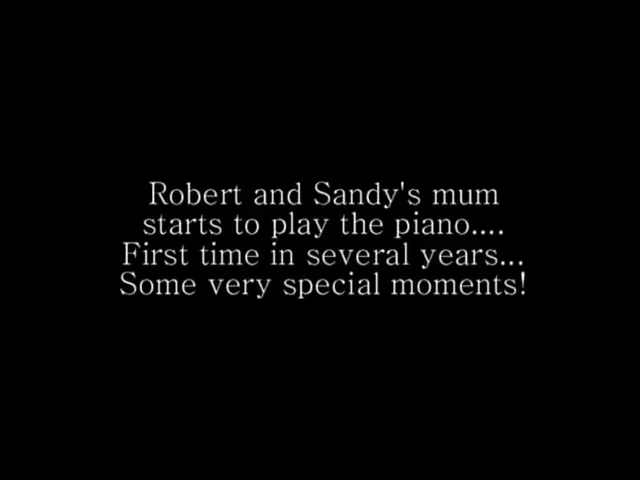 Robert and Sandy's mum
starts to play the piano....
First time in several years...
Some very special moments!